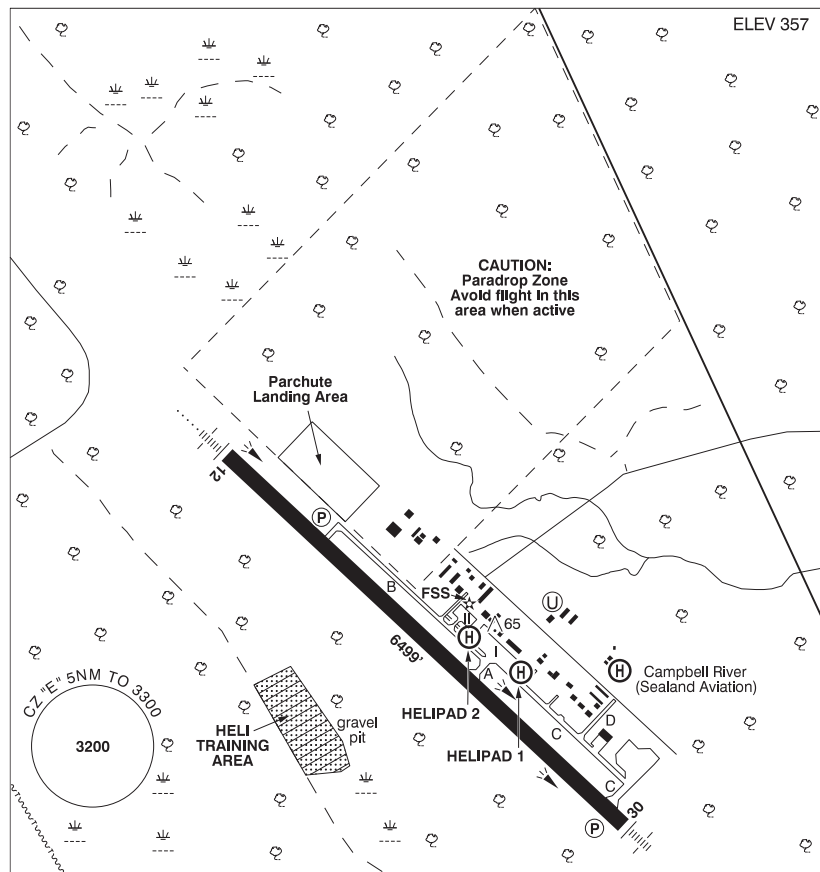 ELEV 357
CAUTION:
Paradrop Zone
Avoid flight in this
area when active
Parchute
Landing Area
12
P
B
FSS
II
65
U
H
I
A
H
H
Campbell River
(Sealand Aviation)
6499'
HELIPAD 2
HELIPAD 1
C
D
C
CZ "E" 5NM TO 3300
3200
HELI
TRAINING
AREA
gravel
pit
30
P